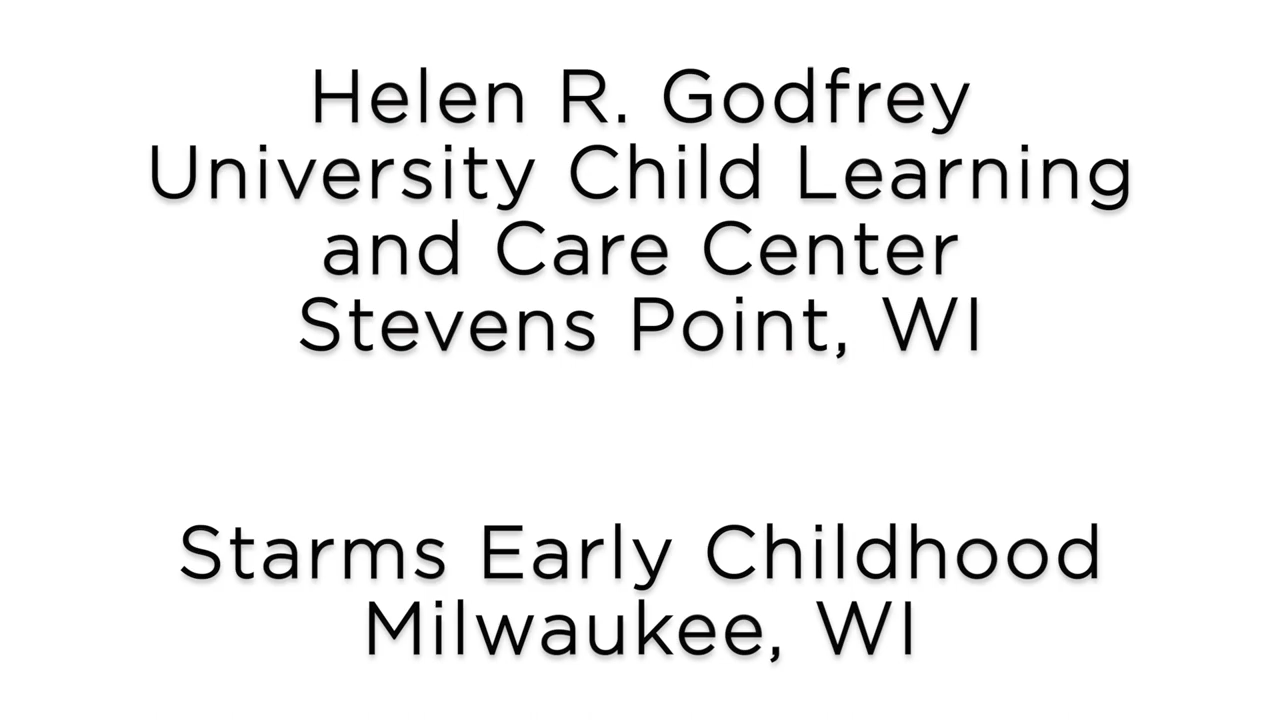 Helen R. Godfrey
University Child Learning
and Care Center
Stevens Point, WI
Starms Early Childhood
Milwaukee, WI